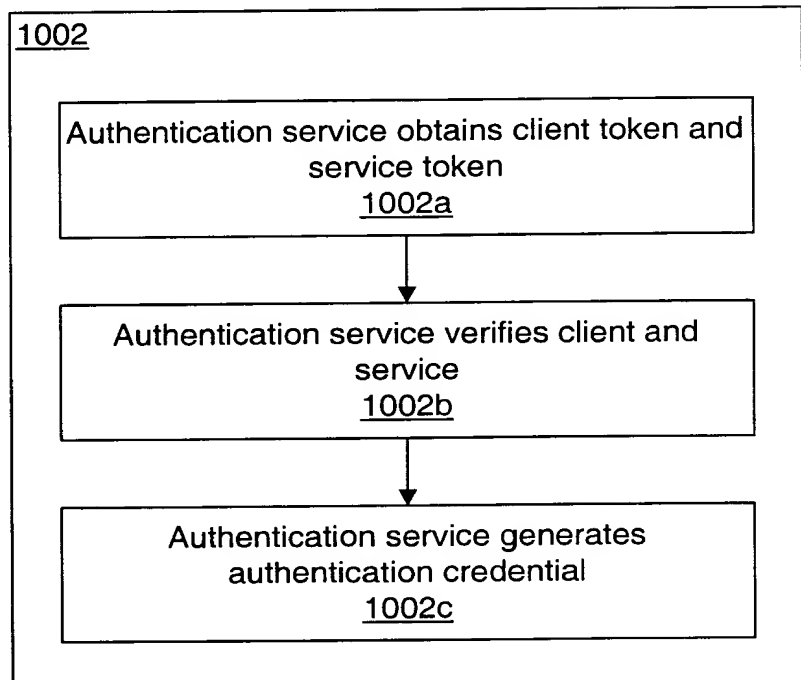 1002
Authentication service obtains client token and
service token
1002a
Authentication service verifies client and
service
1002b
Authentication service generates
authentication credential
1002c